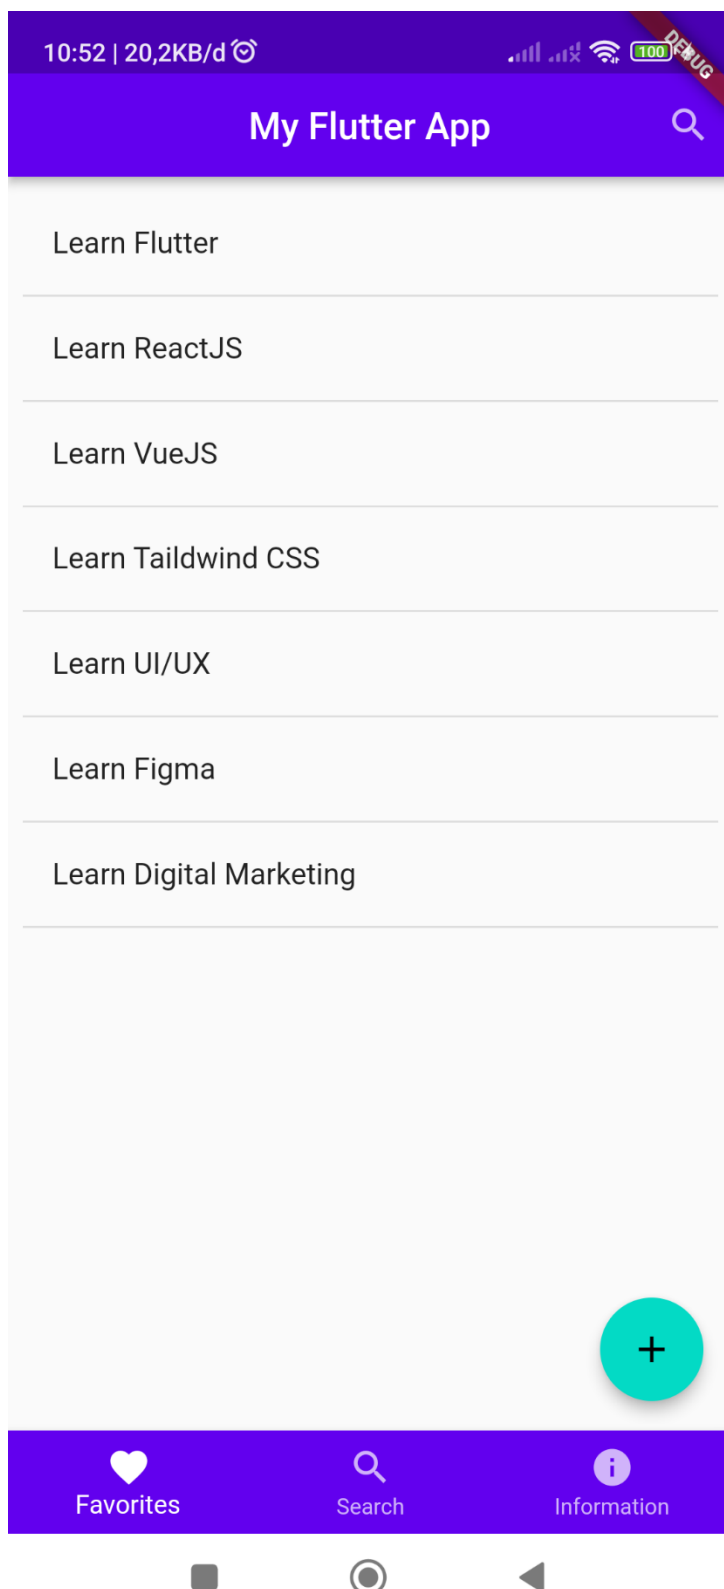 10:52 | 20,2KB/d
100
DEBUG
My Flutter App
Learn Flutter
Learn ReactJS
Learn VueJS
Learn Taildwind CSS
Learn UI/UX
Learn Figma
Learn Digital Marketing
+
Favorites
Search
Information